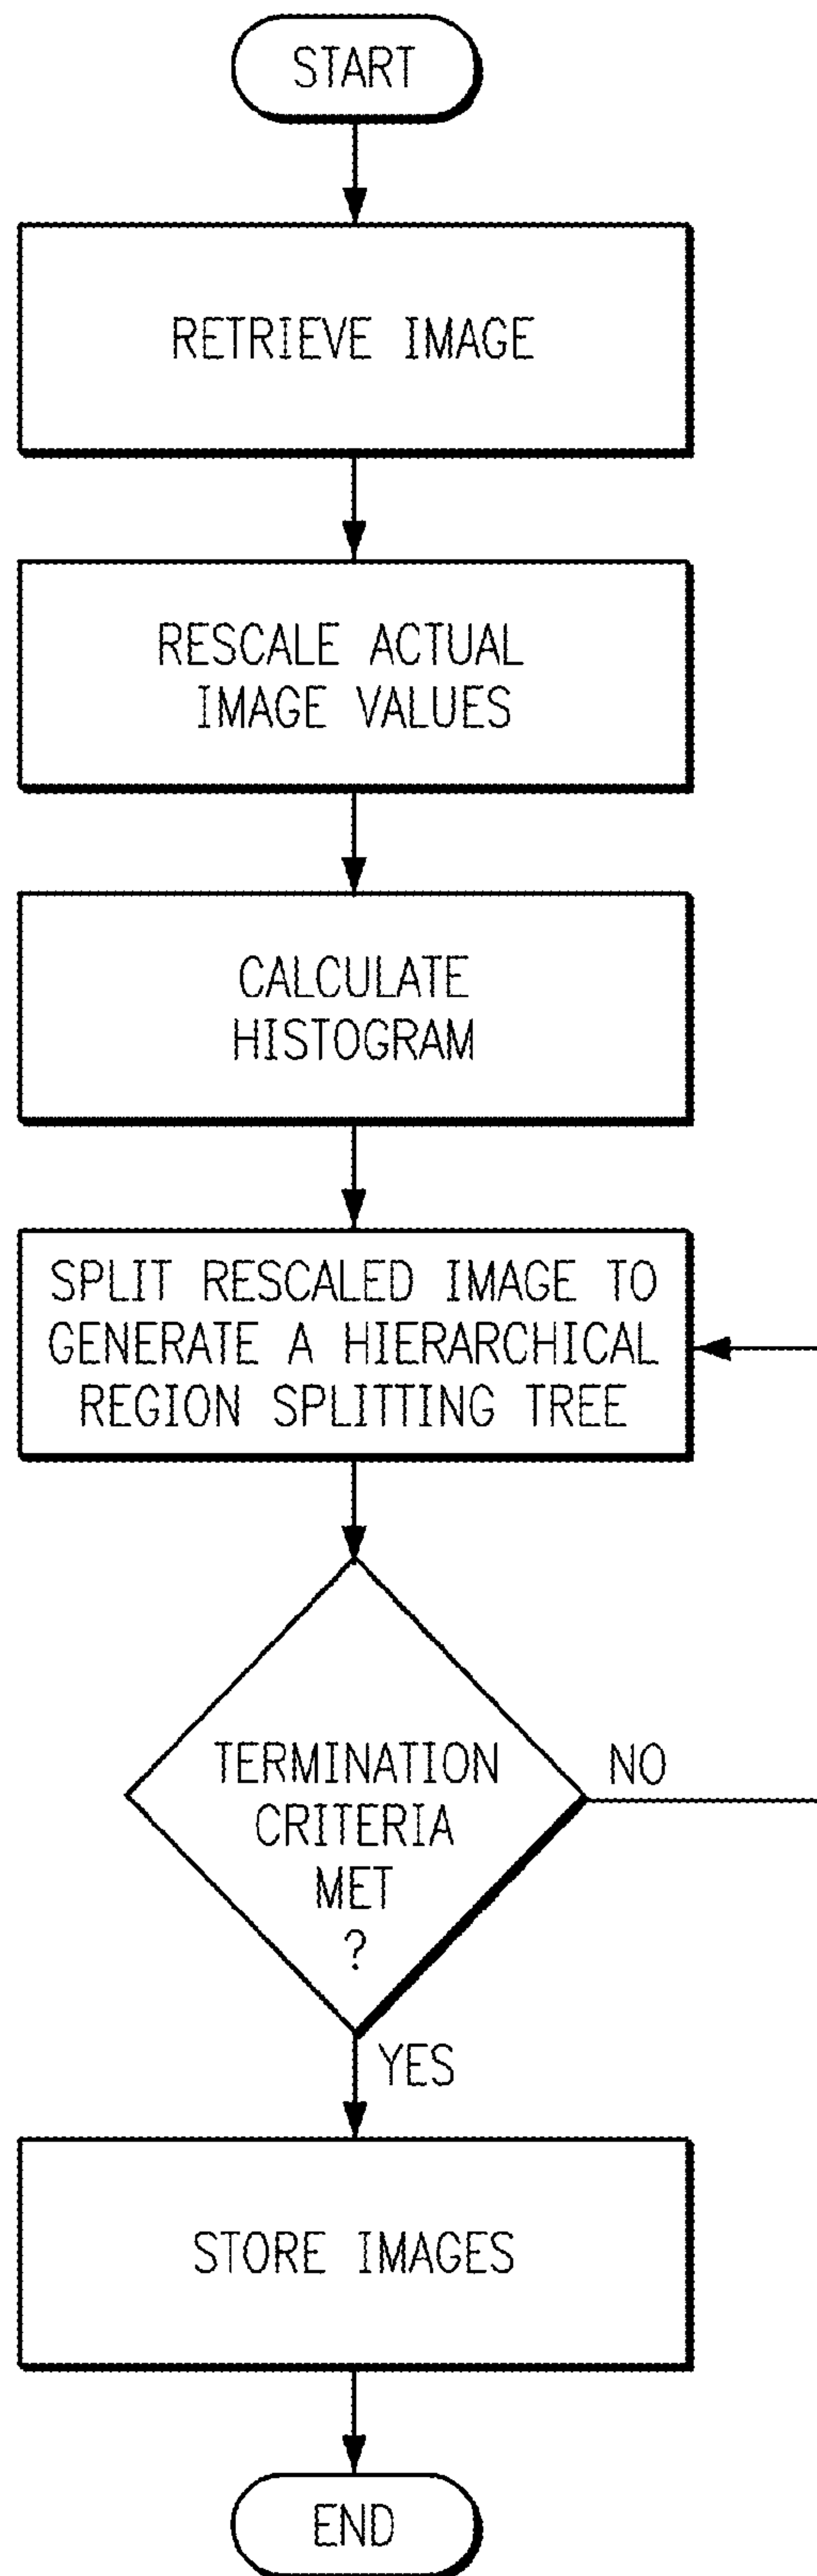 START
RETRIEVE IMAGE
RESCALE ACTUAL
IMAGE VALUES
CALCULATE
HISTOGRAM
SPLIT RESCALED IMAGE TO
GENERATE A HIERARCHICAL
REGION SPLITTING TREE
TERMINATION
CRITERIA
MET
?
NO
YES
STORE IMAGES
END